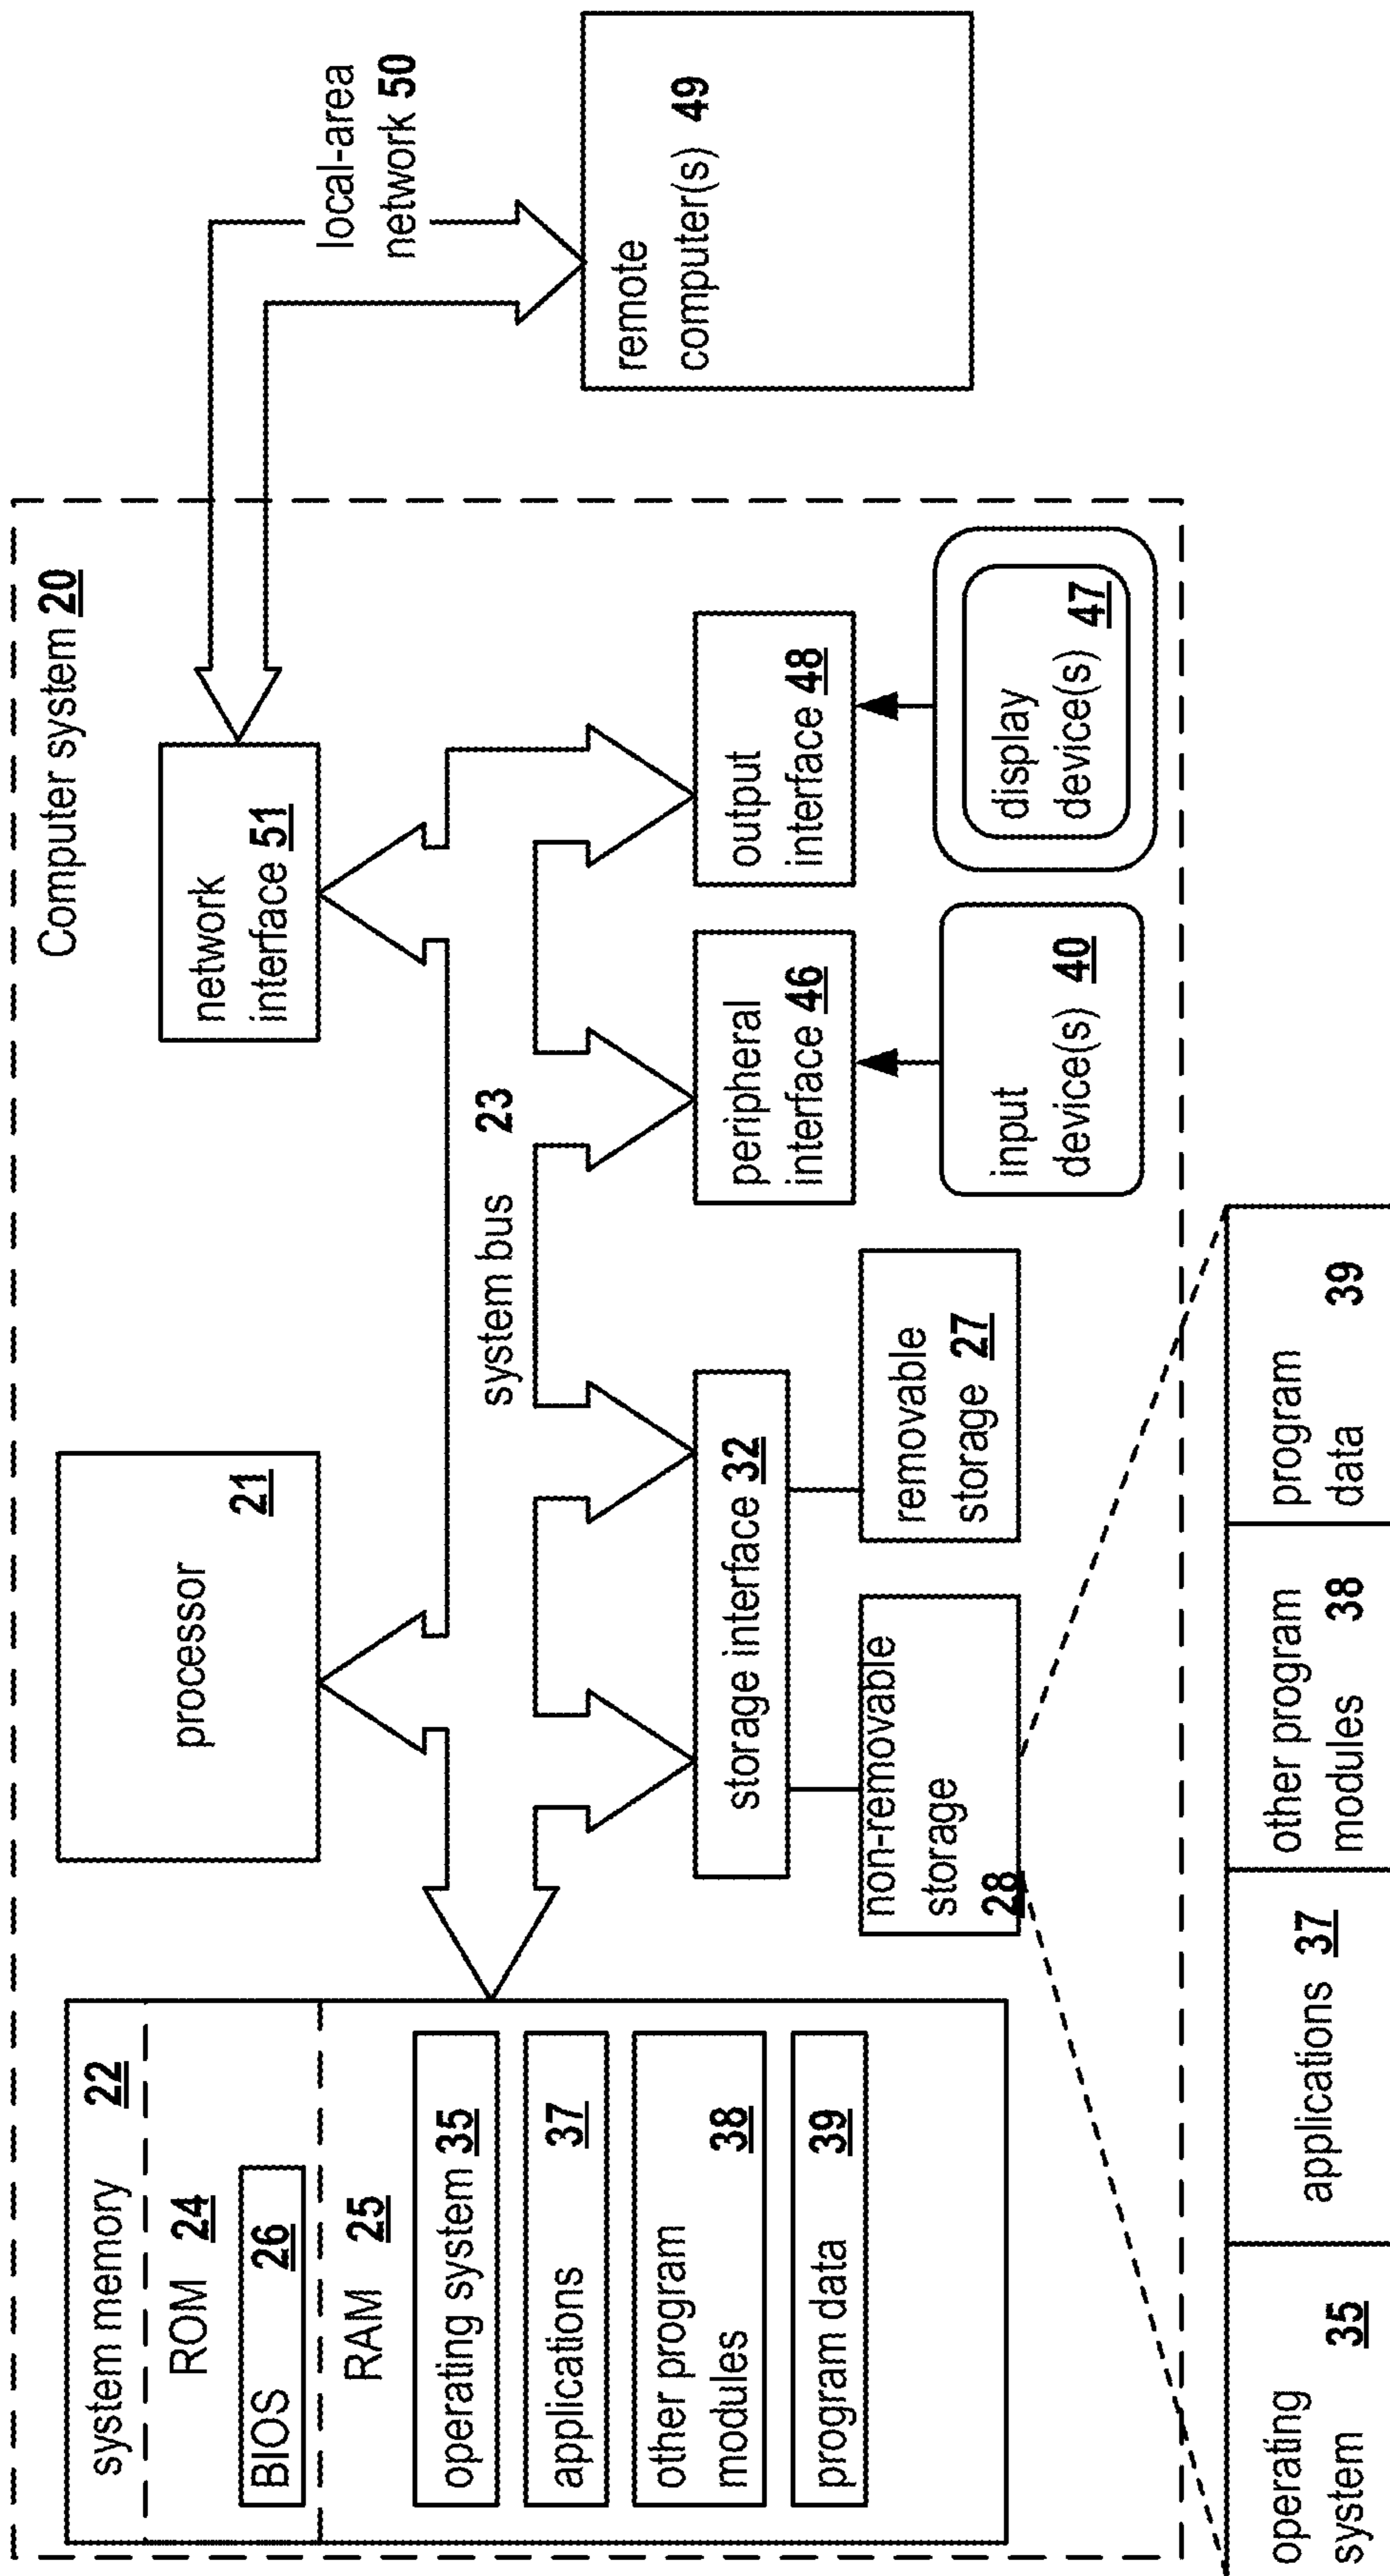 Computer system 20
system memory 22
ROM 24
BIOS 26
RAM 25
operating system 35
applications 37
other program
modules 38
program data 39
processor 21
network
interface 51
local-area
network 50
system bus 23
storage interface 32
peripheral
interface 46
output
interface 48
remote
computer(s) 49
non-removable
storage
28
removable
storage 27
input
device(s) 40
display
device(s) 47
operating
system 35
applications 37
other program
modules 38
program
data 39